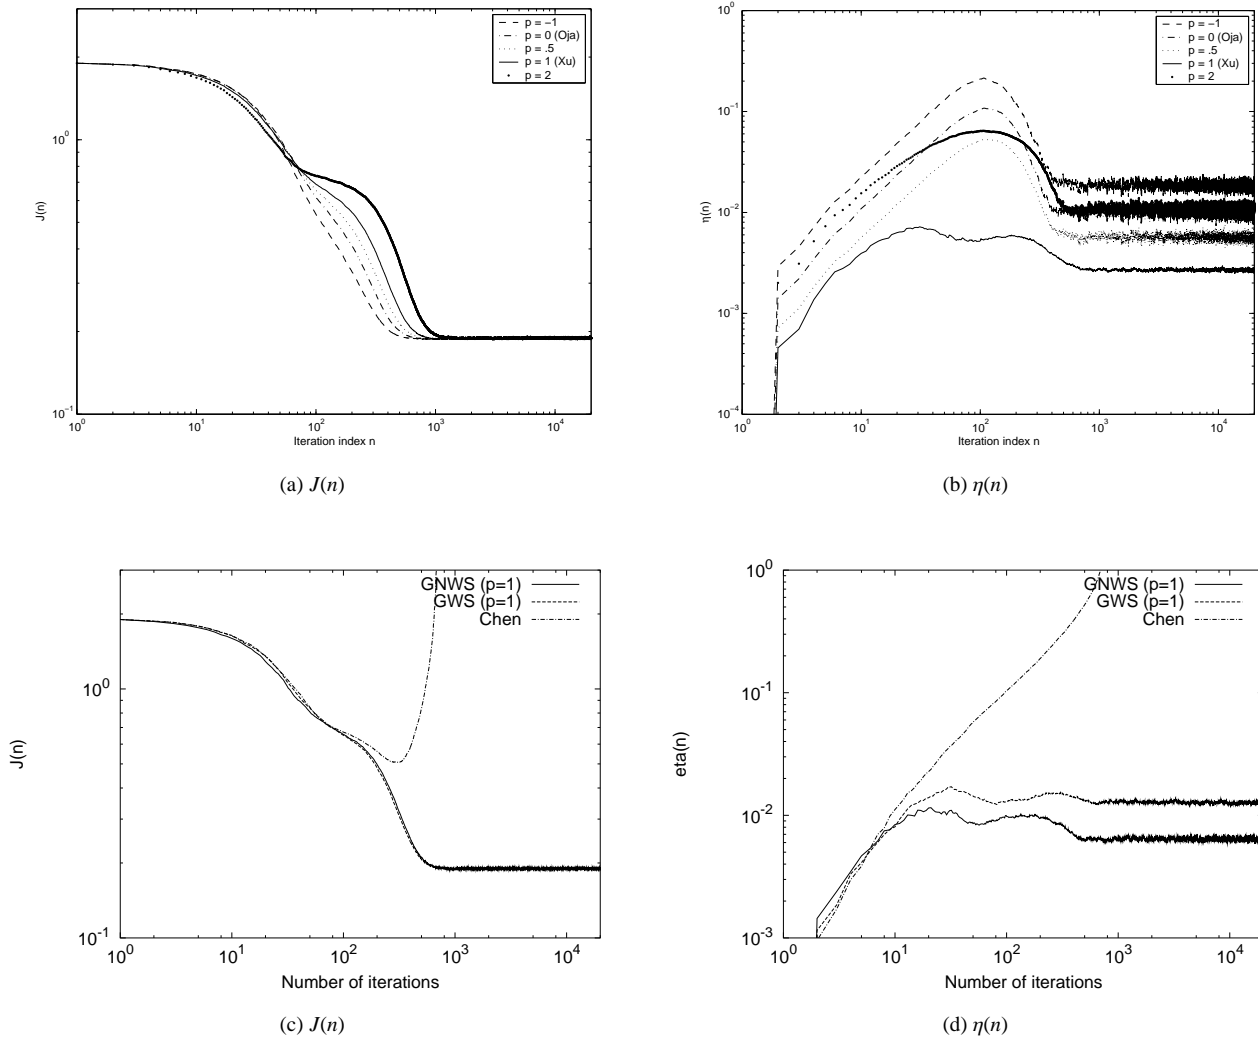 p = −1
p = 0 (Oja)
p = .5
p = 1 (Xu)
p = 2
10^0
10^-1
J(n)
10^0 10^1 10^2 10^3 10^4
Iteration index n
(a) J(n)
p = −1
p = 0 (Oja)
p = .5
p = 1 (Xu)
p = 2
10^0
10^-1
10^-2
10^-3
10^-4
η(n)
10^0 10^1 10^2 10^3 10^4
Iteration index n
(b) η(n)
GNWS (p=1)
GWS (p=1)
Chen
10^0
10^-1
J(n)
10^0 10^1 10^2 10^3 10^4
Number of iterations
(c) J(n)
GNWS (p=1)
GWS (p=1)
Chen
10^0
10^-1
10^-2
10^-3
eta(n)
10^0 10^1 10^2 10^3 10^4
Number of iterations
(d) η(n)